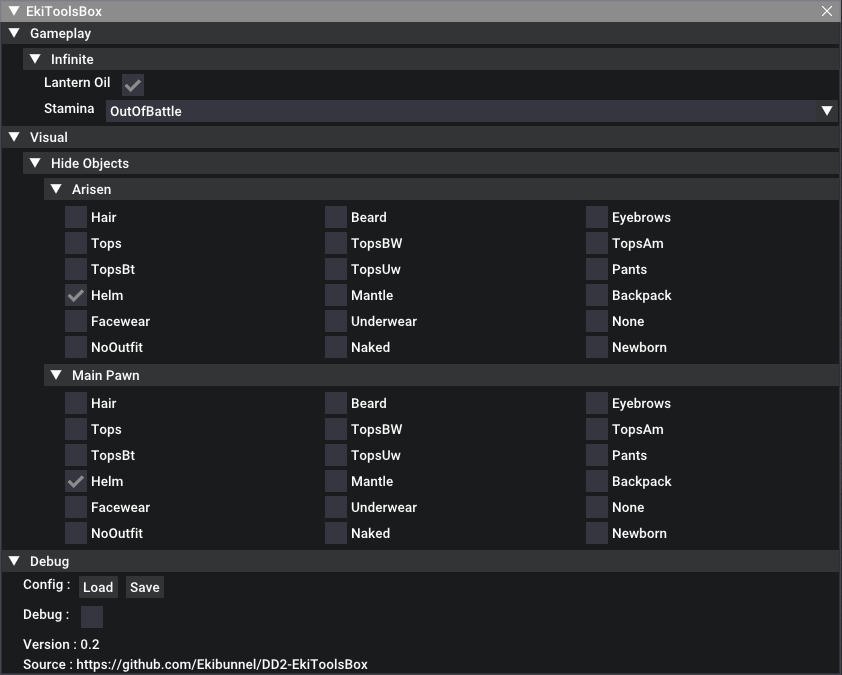 EkiToolsBox
Gameplay
Infinite
Lantern Oil
Stamina OutOfBattle
Visual
Hide Objects
Arisen
Hair Beard Eyebrows
Tops TopsBW TopsAm
TopsBt TopsUw Pants
Helm Mantle Backpack
Facewear Underwear None
NoOutfit Naked Newborn
Main Pawn
Hair Beard Eyebrows
Tops TopsBW TopsAm
TopsBt TopsUw Pants
Helm Mantle Backpack
Facewear Underwear None
NoOutfit Naked Newborn
Debug
Config : Load Save
Debug :
Version : 0.2
Source : https://github.com/Ekibunnel/DD2-EkiToolsBox